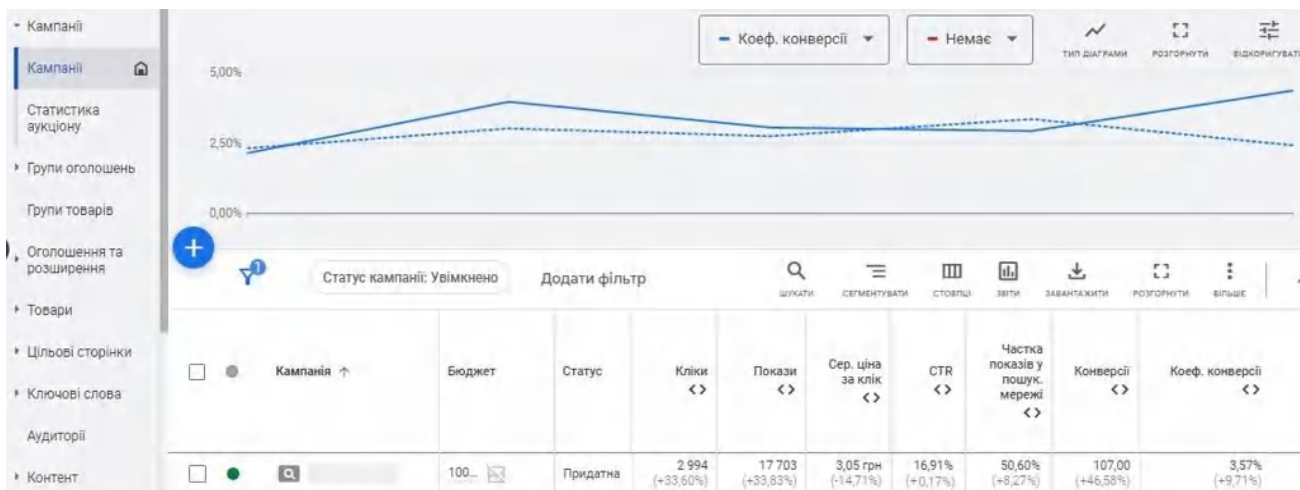 Кампанії
Кампанії
Статистика
аукціону
Групи оголошень
Групи товарів
Оголошення та
розширення
Товари
Цільові сторінки
Ключові слова
Аудиторії
Контент
Коеф. конверсії
Немає
ТИП ДІАГРАМИ
РОЗГОРНУТИ
ВІДКОРИГУВАТИ
5,00%
2,50%
0,00%
1
Статус кампанії: Увімкнено
Додати фільтр
ШУКАТИ
СЕГМЕНТУВАТИ
СТОВПЦІ
ЗВІТИ
ЗАВАНТАЖИТИ
РОЗГОРНУТИ
БІЛЬШЕ
Кампанія ↑
Бюджет
Статус
Кліки
Покази
Сер. ціна
за клік
CTR
Частка
показів у
пошук.
мережі
Конверсії
Коеф. конверсії
100...
Придатна
2 994
(+33,60%)
17 703
(+33,83%)
3,05 грн
(-14,71%)
16,91%
(+0,17%)
50,60%
(+8,27%)
107,00
(+46,58%)
3,57%
(+9,71%)